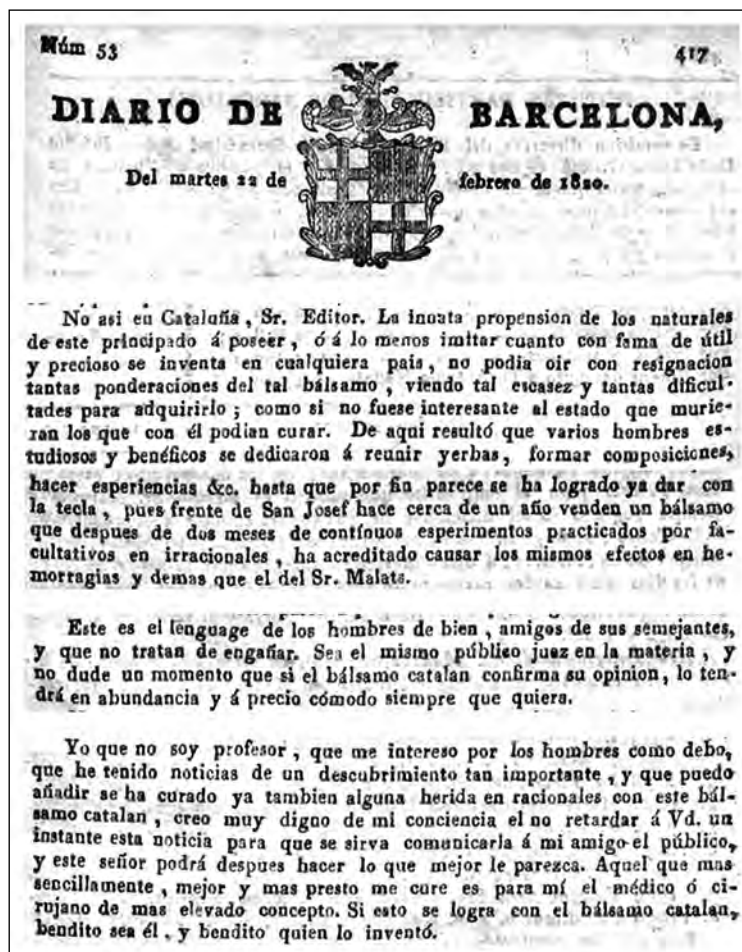 Núm 53
417
DIARIO DE BARCELONA,
Del martes 22 de febrero de 1820.
No asi en Cataluña, Sr. Editor. La innata propension de los naturales
de este principado á poseer, ó á lo menos imitar cuanto con fama de útil
y precioso se inventa en cualquiera pais, no podia oir con resignacion
tantas ponderaciones del tal bálsamo, viendo tal escasez y tantas dificul-
tades para adquirirlo; como si no fuese interesante al estado que murie-
ran los que con él podian curar. De aqui resultó que varios hombres es-
tudiosos y benéficos se dedicaron á reunir yerbas, formar composiciones,
hacer esperiencias &c. hasta que por fin parece se ha logrado ya dar con
la tecla, pues frente de San Josef hace cerca de un año venden un bálsamo
que despues de dos meses de contínuos esperimentos practicados por fa-
cultativos en irracionales, ha acreditado causar los mismos efectos en he-
morragias y demas que el del Sr. Malats.
Este es el lenguage de los hombres de bien, amigos de sus semejantes,
y que no tratan de engañar. Sea el mismo público juez en la materia, y
no dude un momento que si el bálsamo catalan confirma su opinion, lo ten-
drá en abundancia y á precio cómodo siempre que quiera.
Yo que no soy profesor, que me intereso por los hombres como debo,
que he tenido noticias de un descubrimiento tan importante, y que puedo
añadir se ha curado ya tambien alguna herida en racionales con este bál-
samo catalan, creo muy digno de mi conciencia el no retardar á Vd. un
instante esta noticia para que se sirva comunicarla á mi amigo el público,
y este señor podrá despues hacer lo que mejor le parezca. Aquel que mas
sencillamente, mejor y mas presto me cure es para mí el médico ó ci-
rujano de mas elevado concepto. Si esto se logra con el bálsamo catalan,
bendito sea él, y bendito quien lo inventó.